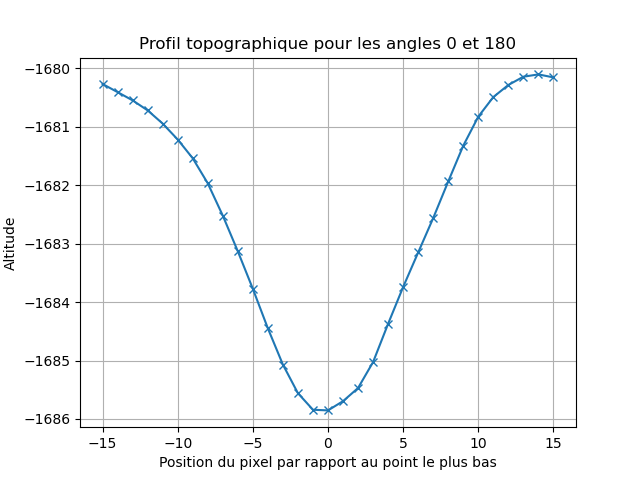 Profil topographique pour les angles 0 et 180
−1680
−1681
−1682
−1683
−1684
−1685
−1686
Altitude
−15 −10 −5 0 5 10 15
Position du pixel par rapport au point le plus bas